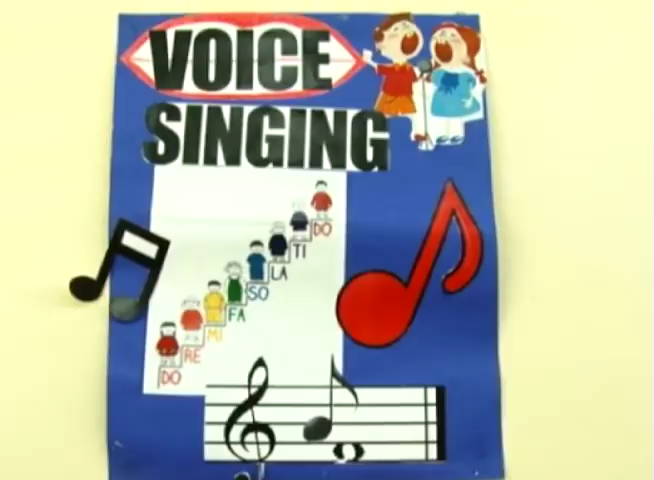 VOICE
SINGING
DO
TI
LA
SO
FA
MI
RE
DO